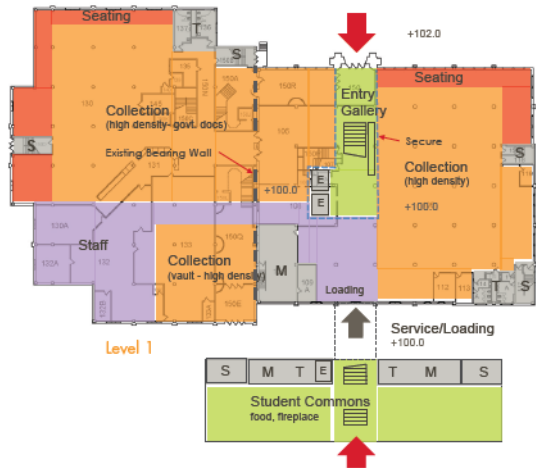 Seating
T
S
+102.0
S
Seating
Entry
Gallery
Collection
(high density- govt. docs)
Secure
Existing Bearing Wall
S
Collection
(high density)
S
E
+100.0
E
+100.0
Staff
Collection
(vault - high density)
M
Loading
T
S
112
113
Service/Loading
+100.0
Level 1
S
M
T
E
T
M
S
Student Commons
food, fireplace